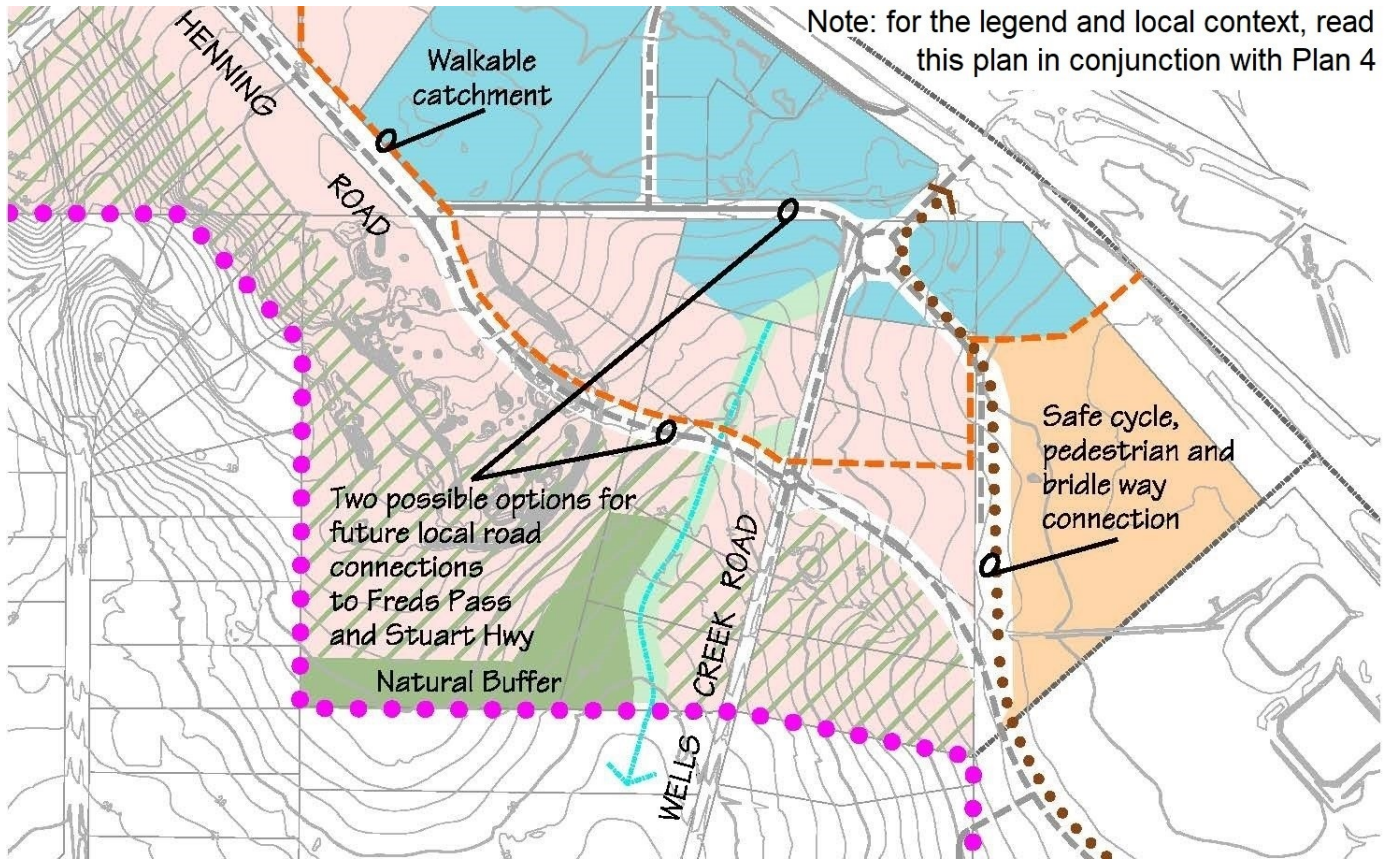 Note: for the legend and local context, read
this plan in conjunction with Plan 4
HENNING
ROAD
Walkable
catchment
Safe cycle,
pedestrian and
bridle way
connection
Two possible options for
future local road
connections
to Freds Pass
and Stuart Hwy
Natural Buffer
WELLS CREEK ROAD